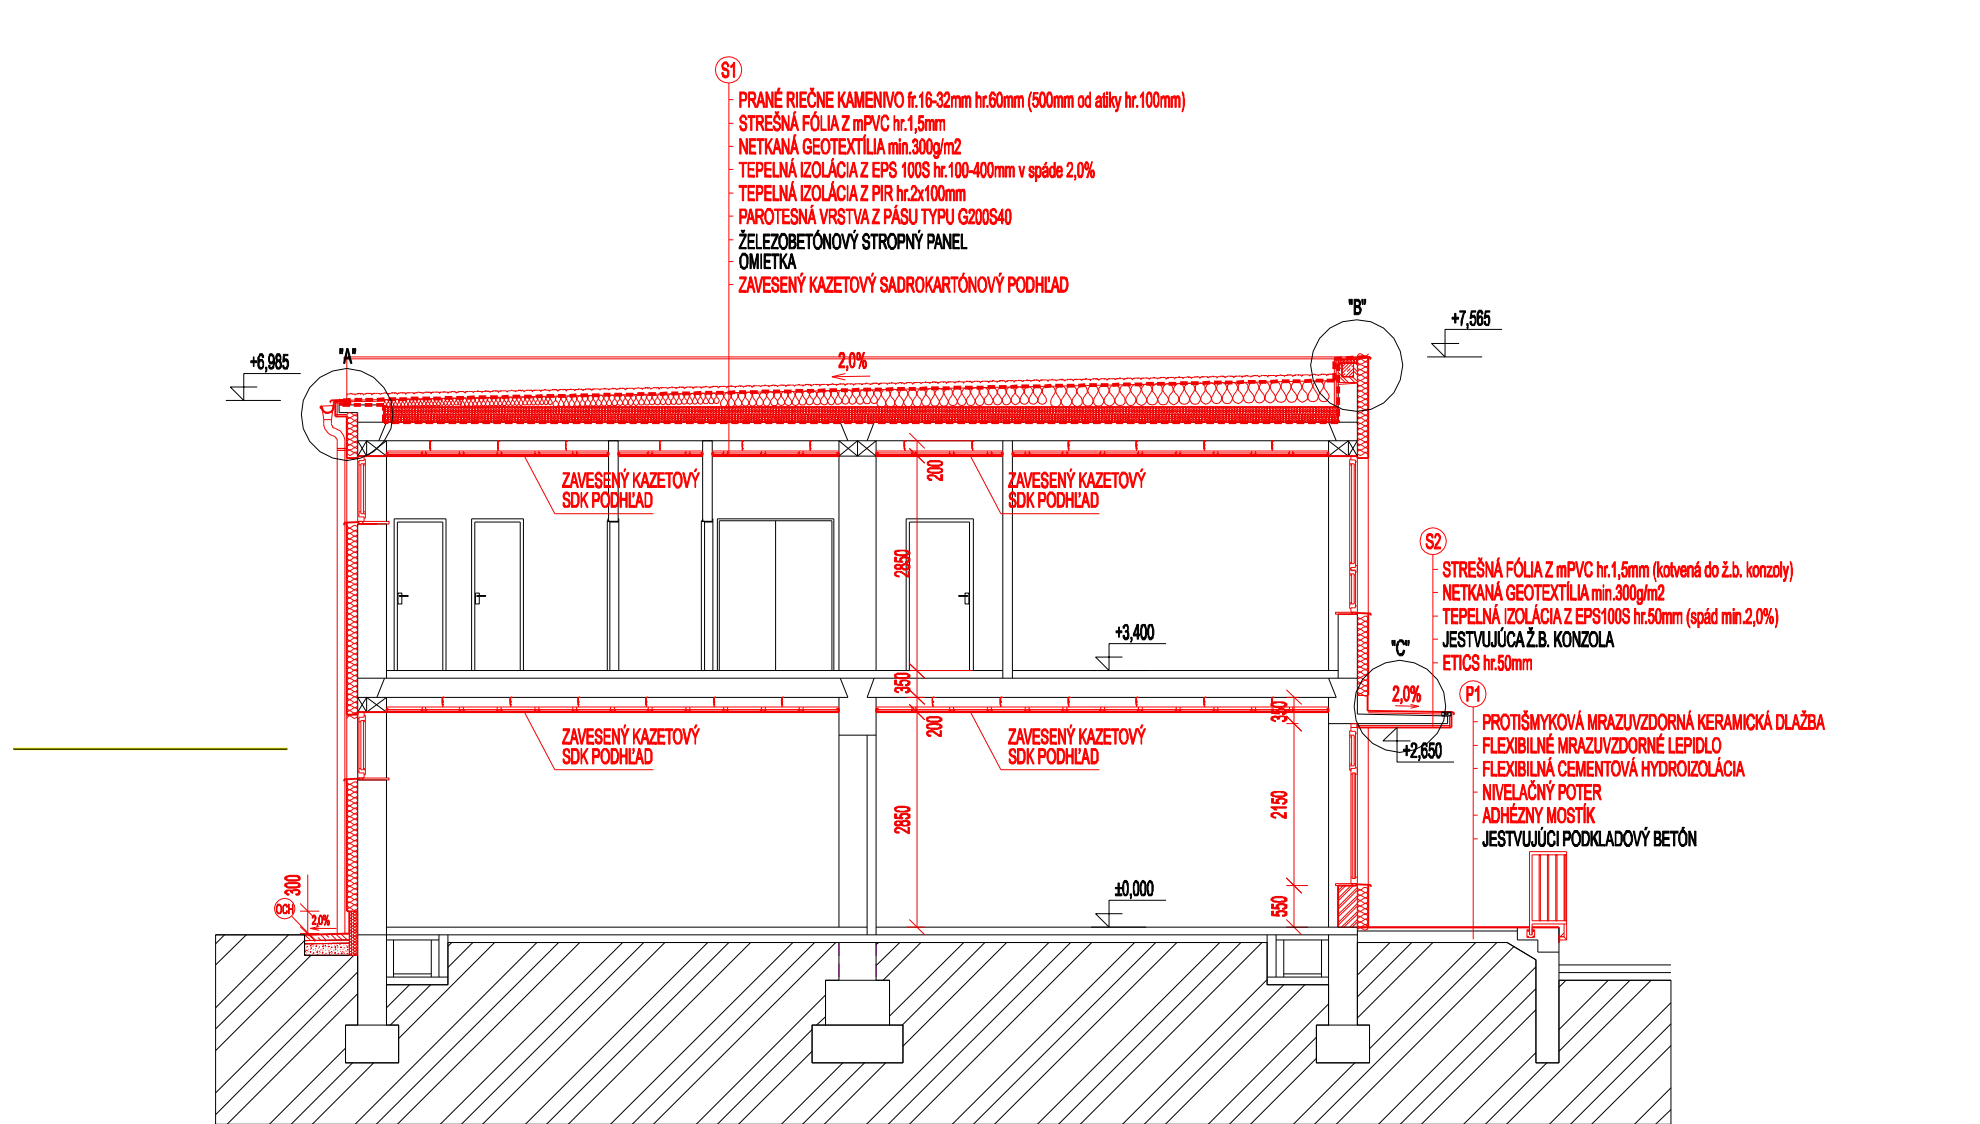 S1
PRANÉ RIEČNE KAMENIVO fr.16-32mm hr.60mm (500mm od atiky hr.100mm)
STREŠNÁ FÓLIA Z mPVC hr.1,5mm
NETKANÁ GEOTEXTÍLIA min.300g/m2
TEPELNÁ IZOLÁCIA Z EPS 100S hr.100-400mm v spáde 2,0%
TEPELNÁ IZOLÁCIA Z PIR hr.2x100mm
PAROTESNÁ VRSTVA Z PÁSU TYPU G200S40
ŽELEZOBETÓNOVÝ STROPNÝ PANEL
OMIETKA
ZAVESENÝ KAZETOVÝ SADROKARTÓNOVÝ PODHĽAD
"B"
+7,565
"A"
+6,985
2,0%
ZAVESENÝ KAZETOVÝ
SDK PODHĽAD
200
ZAVESENÝ KAZETOVÝ
SDK PODHĽAD
2850
S2
STREŠNÁ FÓLIA Z mPVC hr.1,5mm (kotvená do ž.b. konzoly)
NETKANÁ GEOTEXTÍLIA min.300g/m2
TEPELNÁ IZOLÁCIA Z EPS100S hr.50mm (spád min.2,0%)
JESTVUJÚCA Ž.B. KONZOLA
ETICS hr.50mm
+3,400
"C"
350
2,0%
P1
350
200
ZAVESENÝ KAZETOVÝ
SDK PODHĽAD
ZAVESENÝ KAZETOVÝ
SDK PODHĽAD
+2,650
PROTIŠMYKOVÁ MRAZUVZDORNÁ KERAMICKÁ DLAŽBA
FLEXIBILNÉ MRAZUVZDORNÉ LEPIDLO
FLEXIBILNÁ CEMENTOVÁ HYDROIZOLÁCIA
NIVELAČNÝ POTER
ADHÉZNY MOSTÍK
JESTVUJÚCI PODKLADOVÝ BETÓN
2850
2150
300
±0,000
550
OCH
2,0%